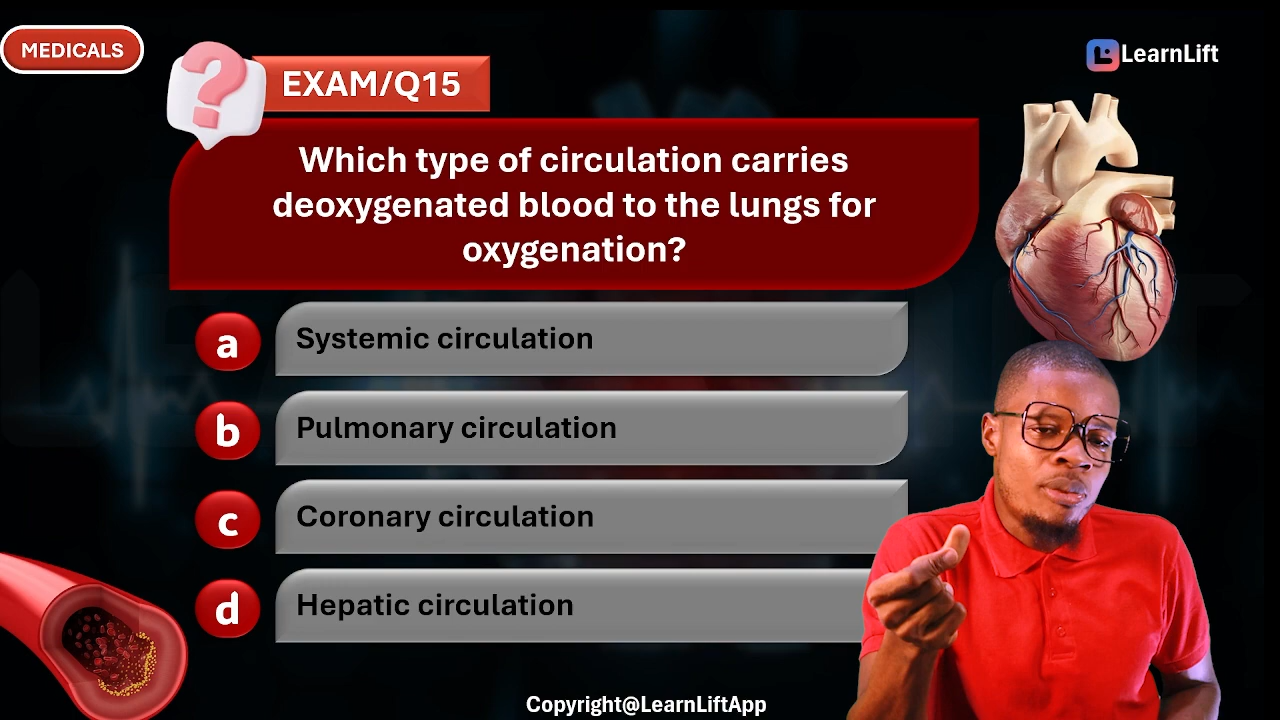 MEDICALS
LearnLift
?
EXAM/Q15
Which type of circulation carries
deoxygenated blood to the lungs for
oxygenation?
a Systemic circulation
b Pulmonary circulation
c Coronary circulation
d Hepatic circulation
Copyright@LearnLiftApp